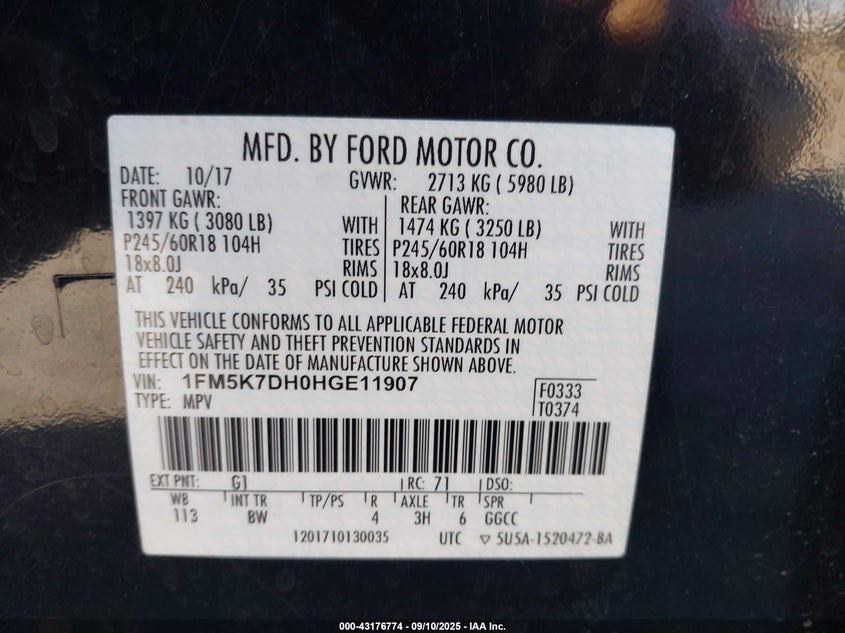 MFD. BY FORD MOTOR CO.
DATE: 10/17 GVWR: 2713 KG ( 5980 LB)
FRONT GAWR: REAR GAWR:
1397 KG ( 3080 LB) WITH 1474 KG ( 3250 LB) WITH
P245/60R18 104H TIRES P245/60R18 104H TIRES
18x8.0J RIMS 18x8.0J RIMS
AT 240 kPa/ 35 PSI COLD AT 240 kPa/ 35 PSI COLD
THIS VEHICLE CONFORMS TO ALL APPLICABLE FEDERAL MOTOR
VEHICLE SAFETY AND THEFT PREVENTION STANDARDS IN
EFFECT ON THE DATE OF MANUFACTURE SHOWN ABOVE.
VIN: 1FM5K7DH0HGE11907 F0333
TYPE: MPV T0374
EXT PNT: G1 RC: 71 DSO:
WB INT TR TP/PS R AXLE TR SPR
113 BW 4 3H 6 GGCC
1201710130035 UTC ▽ 5U5A-1520472-BA
000-43176774 - 09/10/2025 - IAA Inc.